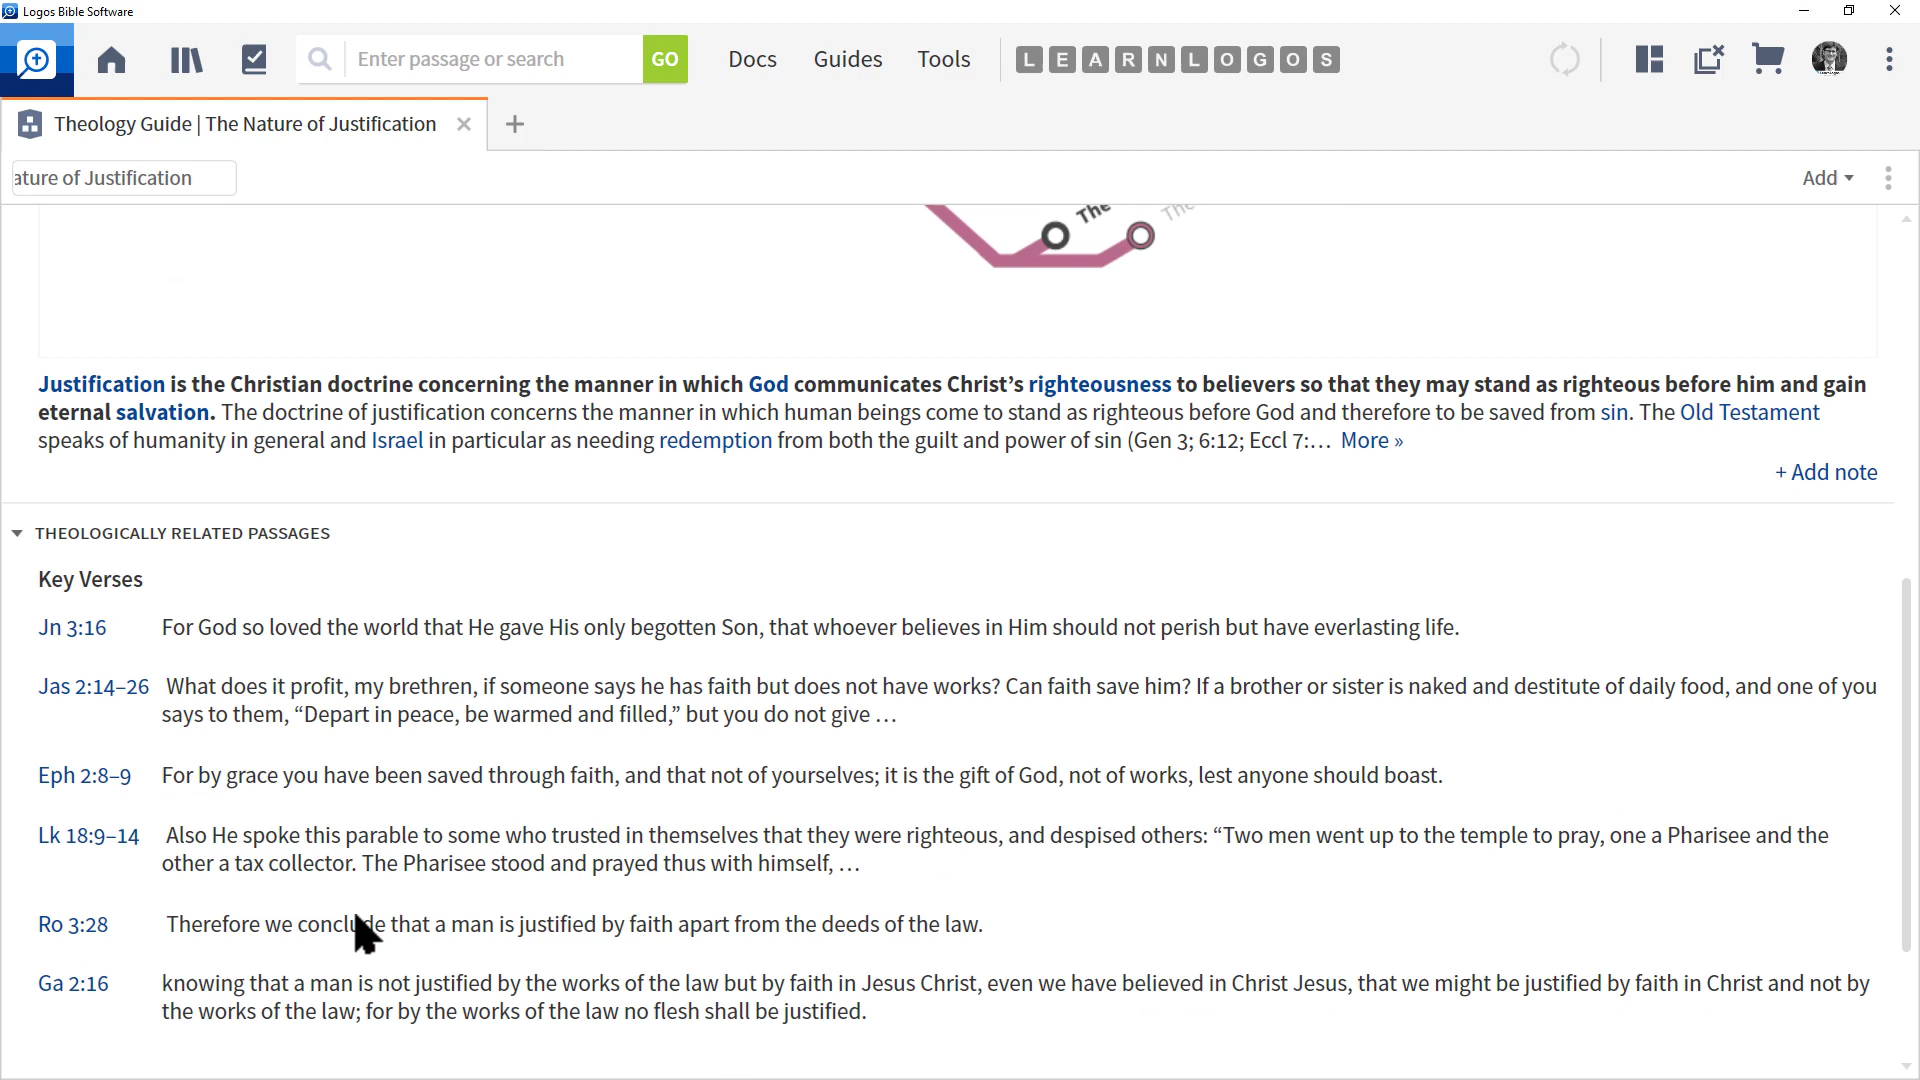 Logos Bible Software
Enter passage or search GO Docs Guides Tools L E A R N L O G O S
Theology Guide | The Nature of Justification
ature of Justification Add
The The
Justification is the Christian doctrine concerning the manner in which God communicates Christ’s righteousness to believers so that they may stand as righteous before him and gain
eternal salvation. The doctrine of justification concerns the manner in which human beings come to stand as righteous before God and therefore to be saved from sin. The Old Testament
speaks of humanity in general and Israel in particular as needing redemption from both the guilt and power of sin (Gen 3; 6:12; Eccl 7:… More »
+ Add note
THEOLOGICALLY RELATED PASSAGES
Key Verses
Jn 3:16 For God so loved the world that He gave His only begotten Son, that whoever believes in Him should not perish but have everlasting life.
Jas 2:14–26 What does it profit, my brethren, if someone says he has faith but does not have works? Can faith save him? If a brother or sister is naked and destitute of daily food, and one of you
says to them, “Depart in peace, be warmed and filled,” but you do not give …
Eph 2:8–9 For by grace you have been saved through faith, and that not of yourselves; it is the gift of God, not of works, lest anyone should boast.
Lk 18:9–14 Also He spoke this parable to some who trusted in themselves that they were righteous, and despised others: “Two men went up to the temple to pray, one a Pharisee and the
other a tax collector. The Pharisee stood and prayed thus with himself, …
Ro 3:28 Therefore we conclude that a man is justified by faith apart from the deeds of the law.
Ga 2:16 knowing that a man is not justified by the works of the law but by faith in Jesus Christ, even we have believed in Christ Jesus, that we might be justified by faith in Christ and not by
the works of the law; for by the works of the law no flesh shall be justified.